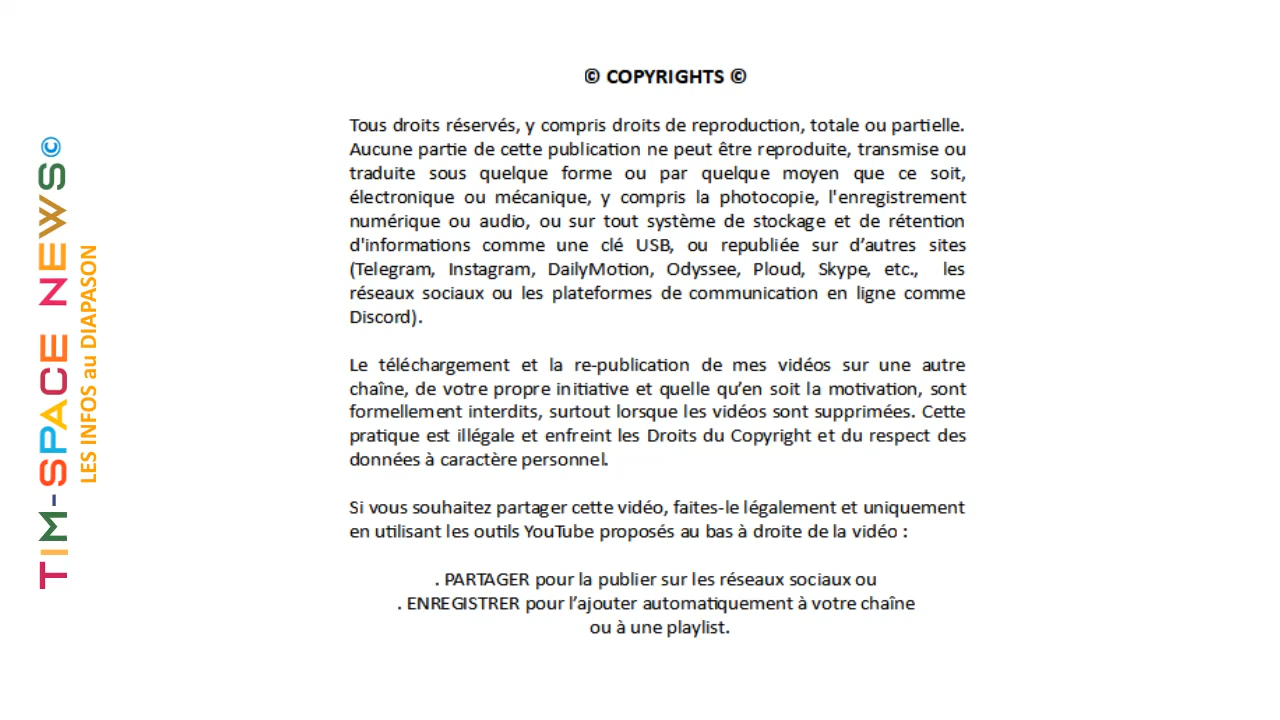 TIM-SPACE NEWS©
LES INFOS au DIAPASON
© COPYRIGHTS ©
Tous droits réservés, y compris droits de reproduction, totale ou partielle.
Aucune partie de cette publication ne peut être reproduite, transmise ou
traduite sous quelque forme ou par quelque moyen que ce soit,
électronique ou mécanique, y compris la photocopie, l'enregistrement
numérique ou audio, ou sur tout système de stockage et de rétention
d'informations comme une clé USB, ou republiée sur d’autres sites
(Telegram, Instagram, DailyMotion, Odyssee, Ploud, Skype, etc., les
réseaux sociaux ou les plateformes de communication en ligne comme
Discord).
Le téléchargement et la re-publication de mes vidéos sur une autre
chaîne, de votre propre initiative et quelle qu’en soit la motivation, sont
formellement interdits, surtout lorsque les vidéos sont supprimées. Cette
pratique est illégale et enfreint les Droits du Copyright et du respect des
données à caractère personnel.
Si vous souhaitez partager cette vidéo, faites-le légalement et uniquement
en utilisant les outils YouTube proposés au bas à droite de la vidéo :
. PARTAGER pour la publier sur les réseaux sociaux ou
. ENREGISTRER pour l’ajouter automatiquement à votre chaîne
ou à une playlist.